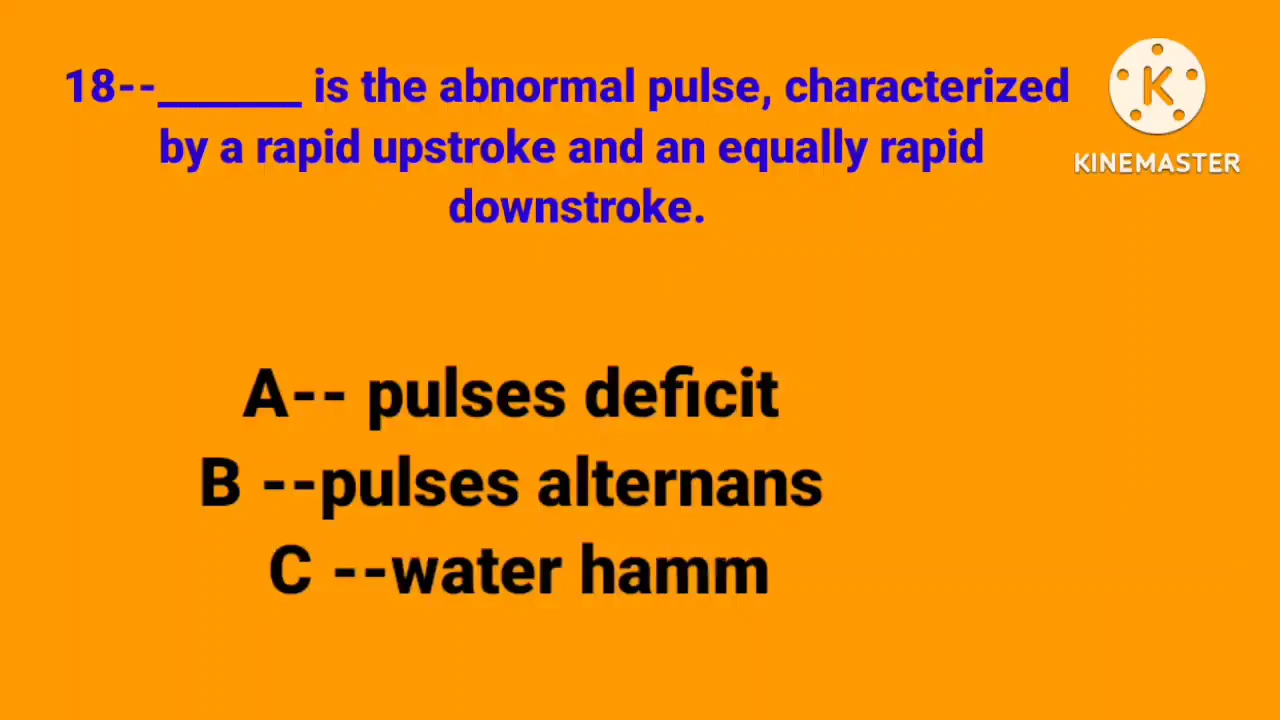 18--______ is the abnormal pulse, characterized
by a rapid upstroke and an equally rapid
downstroke.
K
KINEMASTER
A-- pulses deficit
B --pulses alternans
C --water hamm